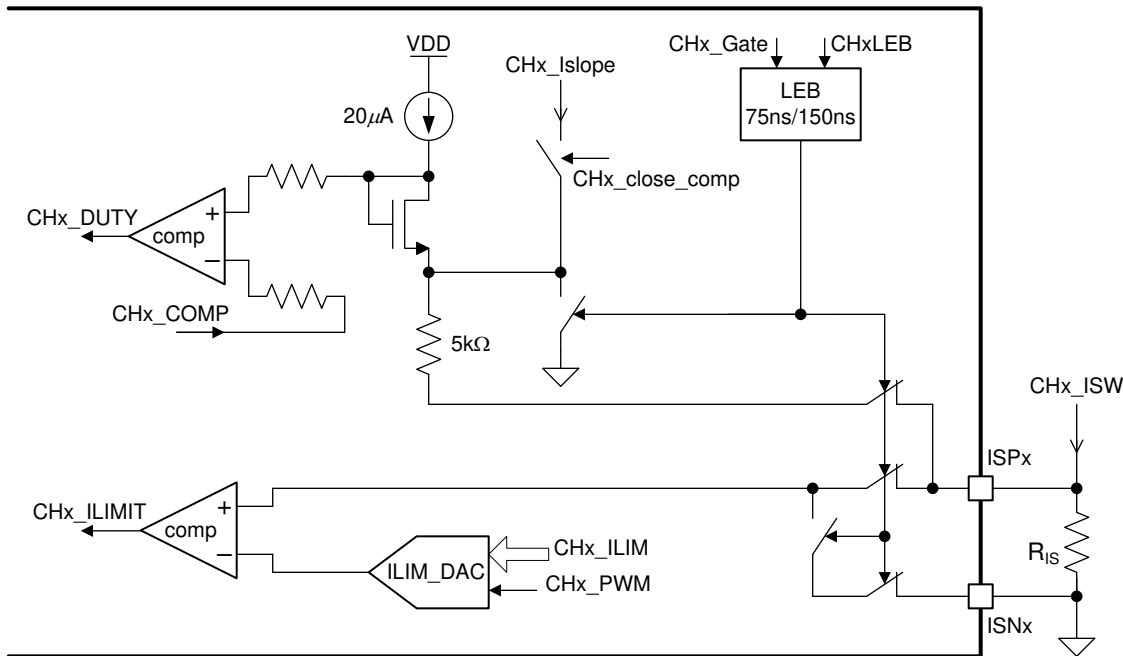 CHx_Gate
CHxLEB
VDD
CHx_Islope
LEB
75ns/150ns
20μA
CHx_close_comp
CHx_DUTY
+
comp
−
CHx_COMP
5kΩ
CHx_ISW
ISPx
CHx_ILIMIT
+
comp
−
CHx_ILIM
ILIM_DAC
CHx_PWM
RIS
ISNx